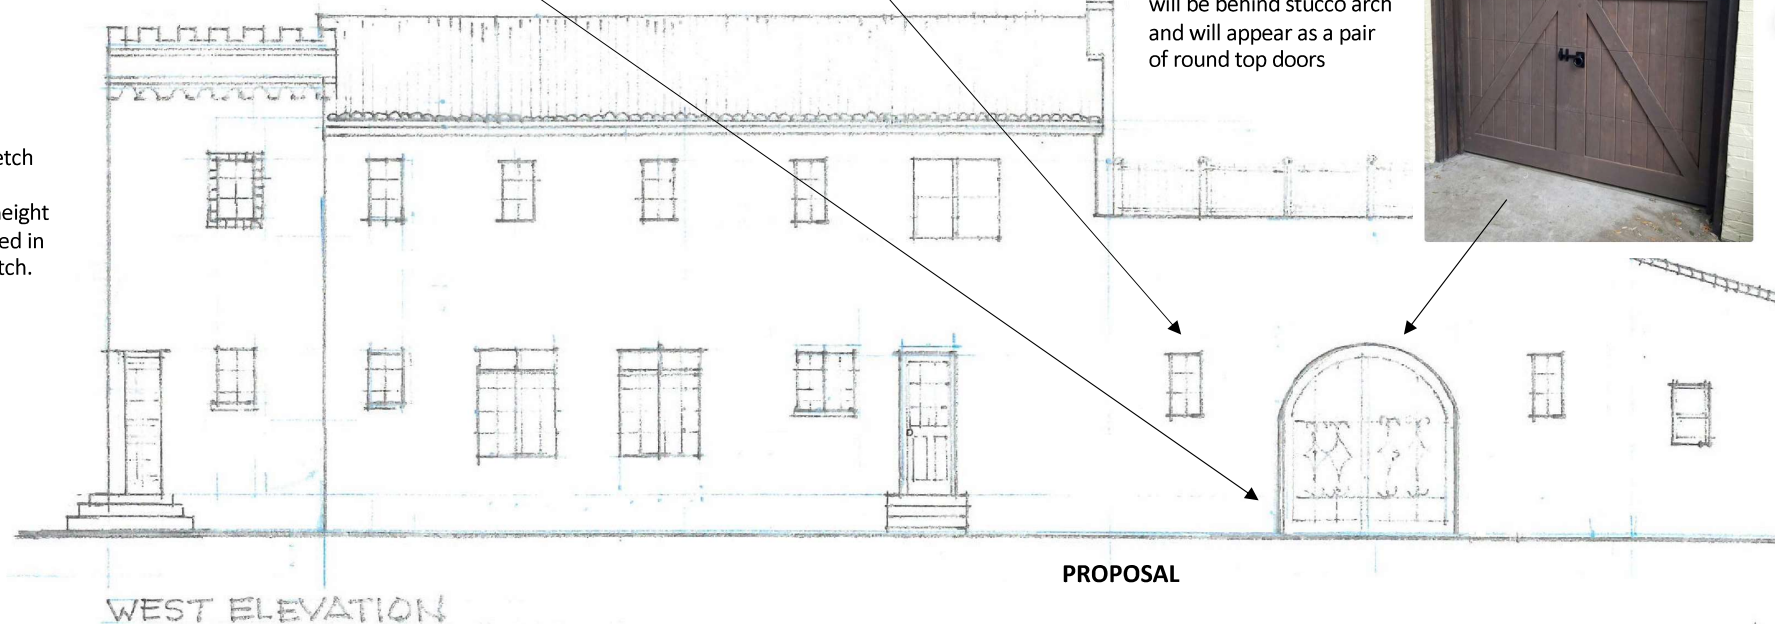 will be behind stucco arch
and will appear as a pair
of round top doors
etch
eight
ed in
tch.
PROPOSAL
WEST ELEVATION